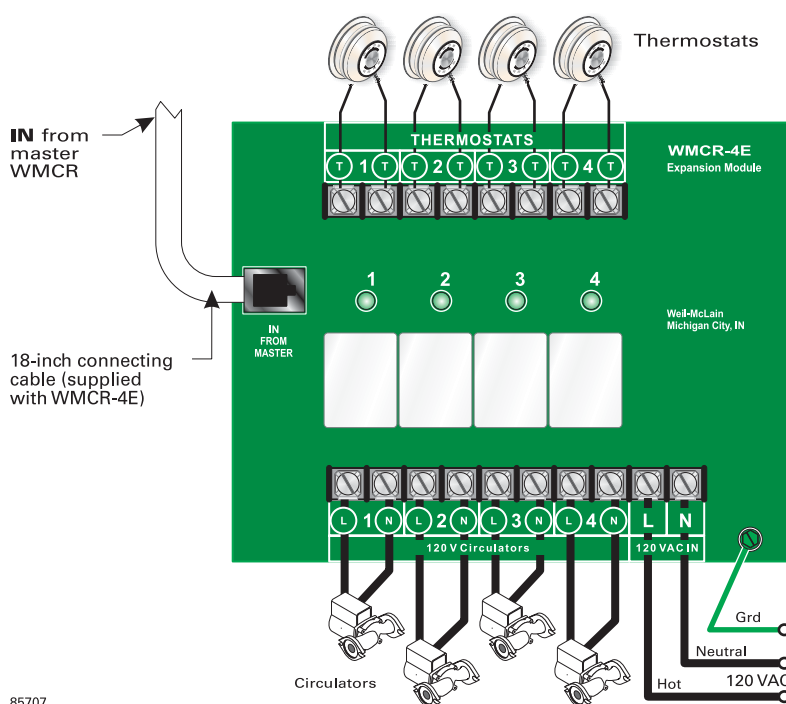 Thermostats
IN from
master
WMCR
THERMOSTATS
T 1 T T 2 T T 3 T T 4 T
WMCR-4E
Expansion Module
1 2 3 4
IN
FROM
MASTER
Weil-McLain
Michigan City, IN
18-inch connecting
cable (supplied
with WMCR-4E)
L 1 N L 2 N L 3 N L 4 N L N
120 V Circulators
120 VAC IN
Grd
Neutral
120 VAC
Hot
Circulators
85707